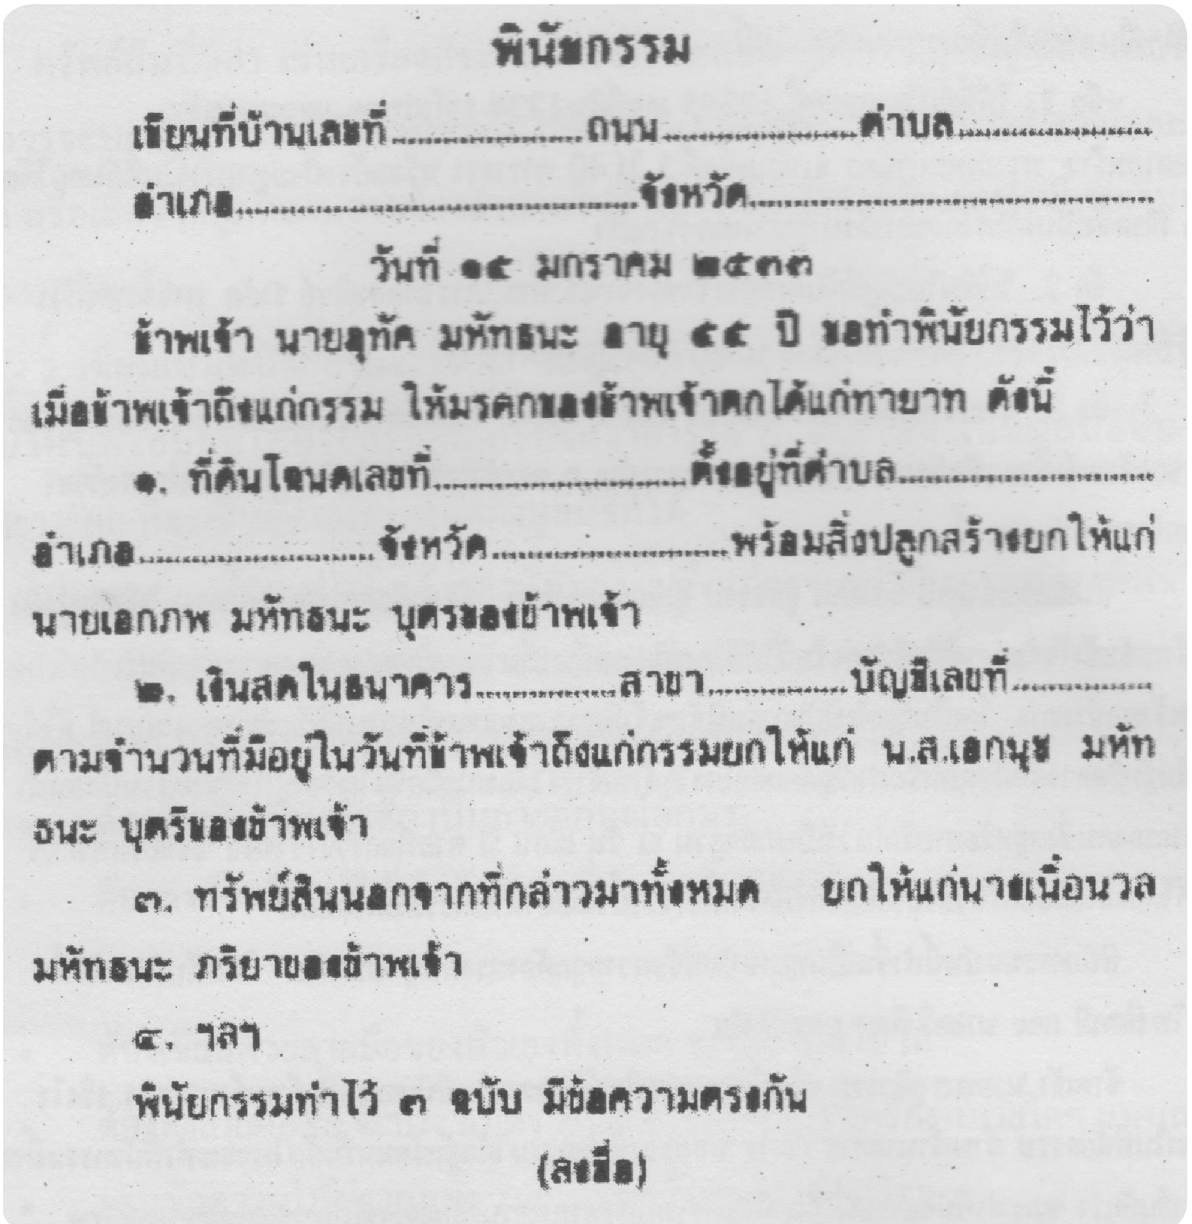 พินัยกรรม
เขียนที่บ้านเลขที่................ถนน................ตำบล................
อำเภอ................................จังหวัด................................
วันที่ ๑๕ มกราคม ๒๕๓๓
ข้าพเจ้า นายอุทัค มหัทธนะ อายุ ๕๕ ปี ขอทำพินัยกรรมไว้ว่า
เมื่อข้าพเจ้าถึงแก่กรรม ให้มรดกของข้าพเจ้าตกได้แก่ทายาท ดังนี้
๑. ที่ดินโฉนดเลขที่......................ตั้งอยู่ที่ตำบล......................
อำเภอ....................จังหวัด....................พร้อมสิ่งปลูกสร้างยกให้แก่
นายเอกภพ มหัทธนะ บุตรของข้าพเจ้า
๒. เงินสดในธนาคาร............สาขา............บัญชีเลขที่............
ตามจำนวนที่มีอยู่ในวันที่ข้าพเจ้าถึงแก่กรรมยกให้แก่ น.ส.เอกนุช มหัท
ธนะ บุตรีของข้าพเจ้า
๓. ทรัพย์สินนอกจากที่กล่าวมาทั้งหมด ยกให้แก่นางเนื้อนวล
มหัทธนะ ภริยาของข้าพเจ้า
๔. ฯลฯ
พินัยกรรมทำไว้ ๓ ฉบับ มีข้อความตรงกัน
(ลงชื่อ)